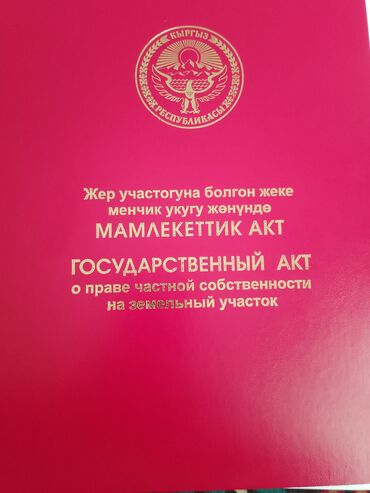 КЫРГЫЗ
РЕСПУБЛИКАСЫ
Жер участогуна болгон жеке
менчик укугу жөнүндө
МАМЛЕКЕТТИК АКТ
ГОСУДАРСТВЕННЫЙ АКТ
о праве частной собственности
на земельный участок